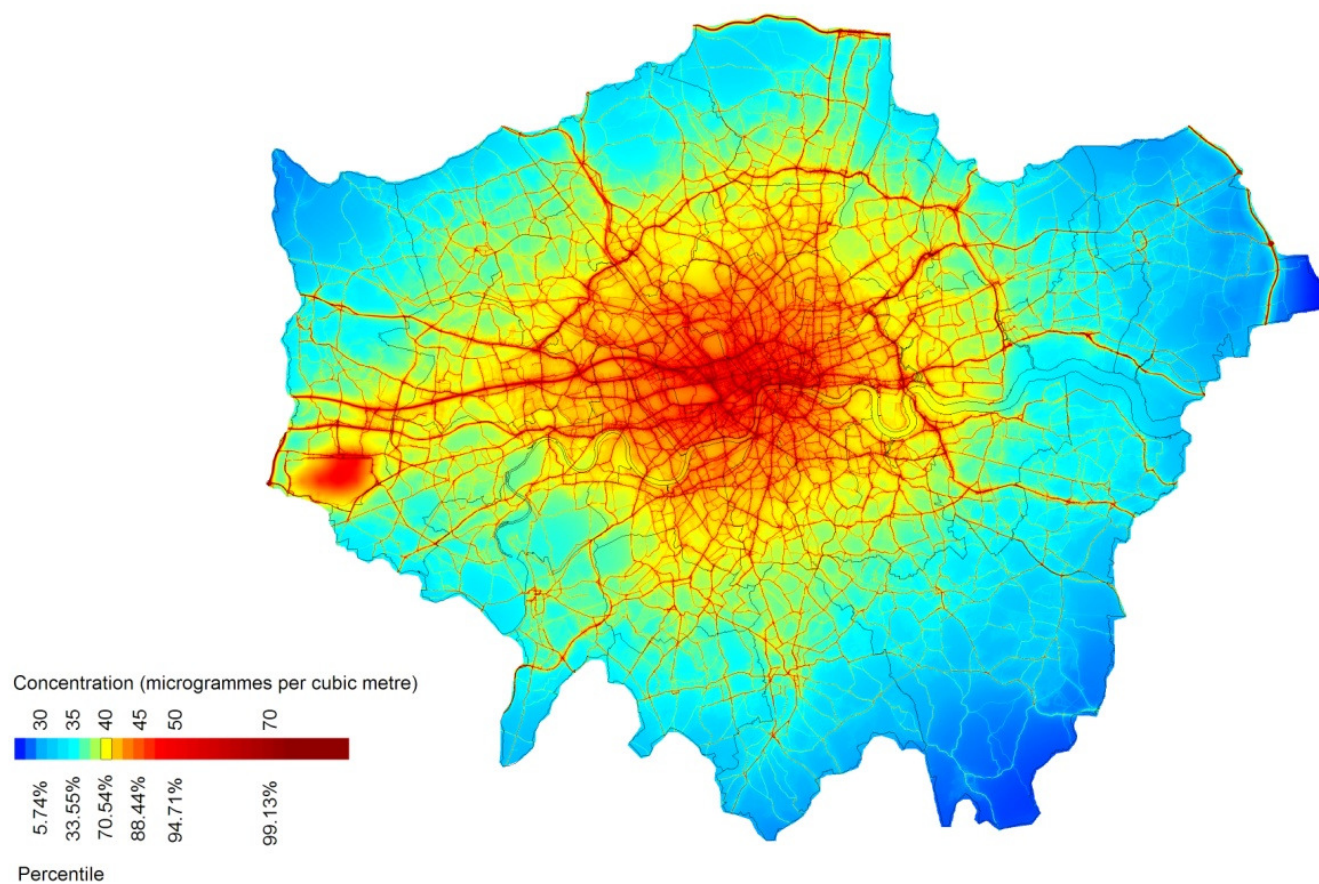 Concentration (microgrammes per cubic metre)
30 35 40 45 50 70
5.74% 33.55% 70.54% 88.44% 94.71% 99.13%
Percentile